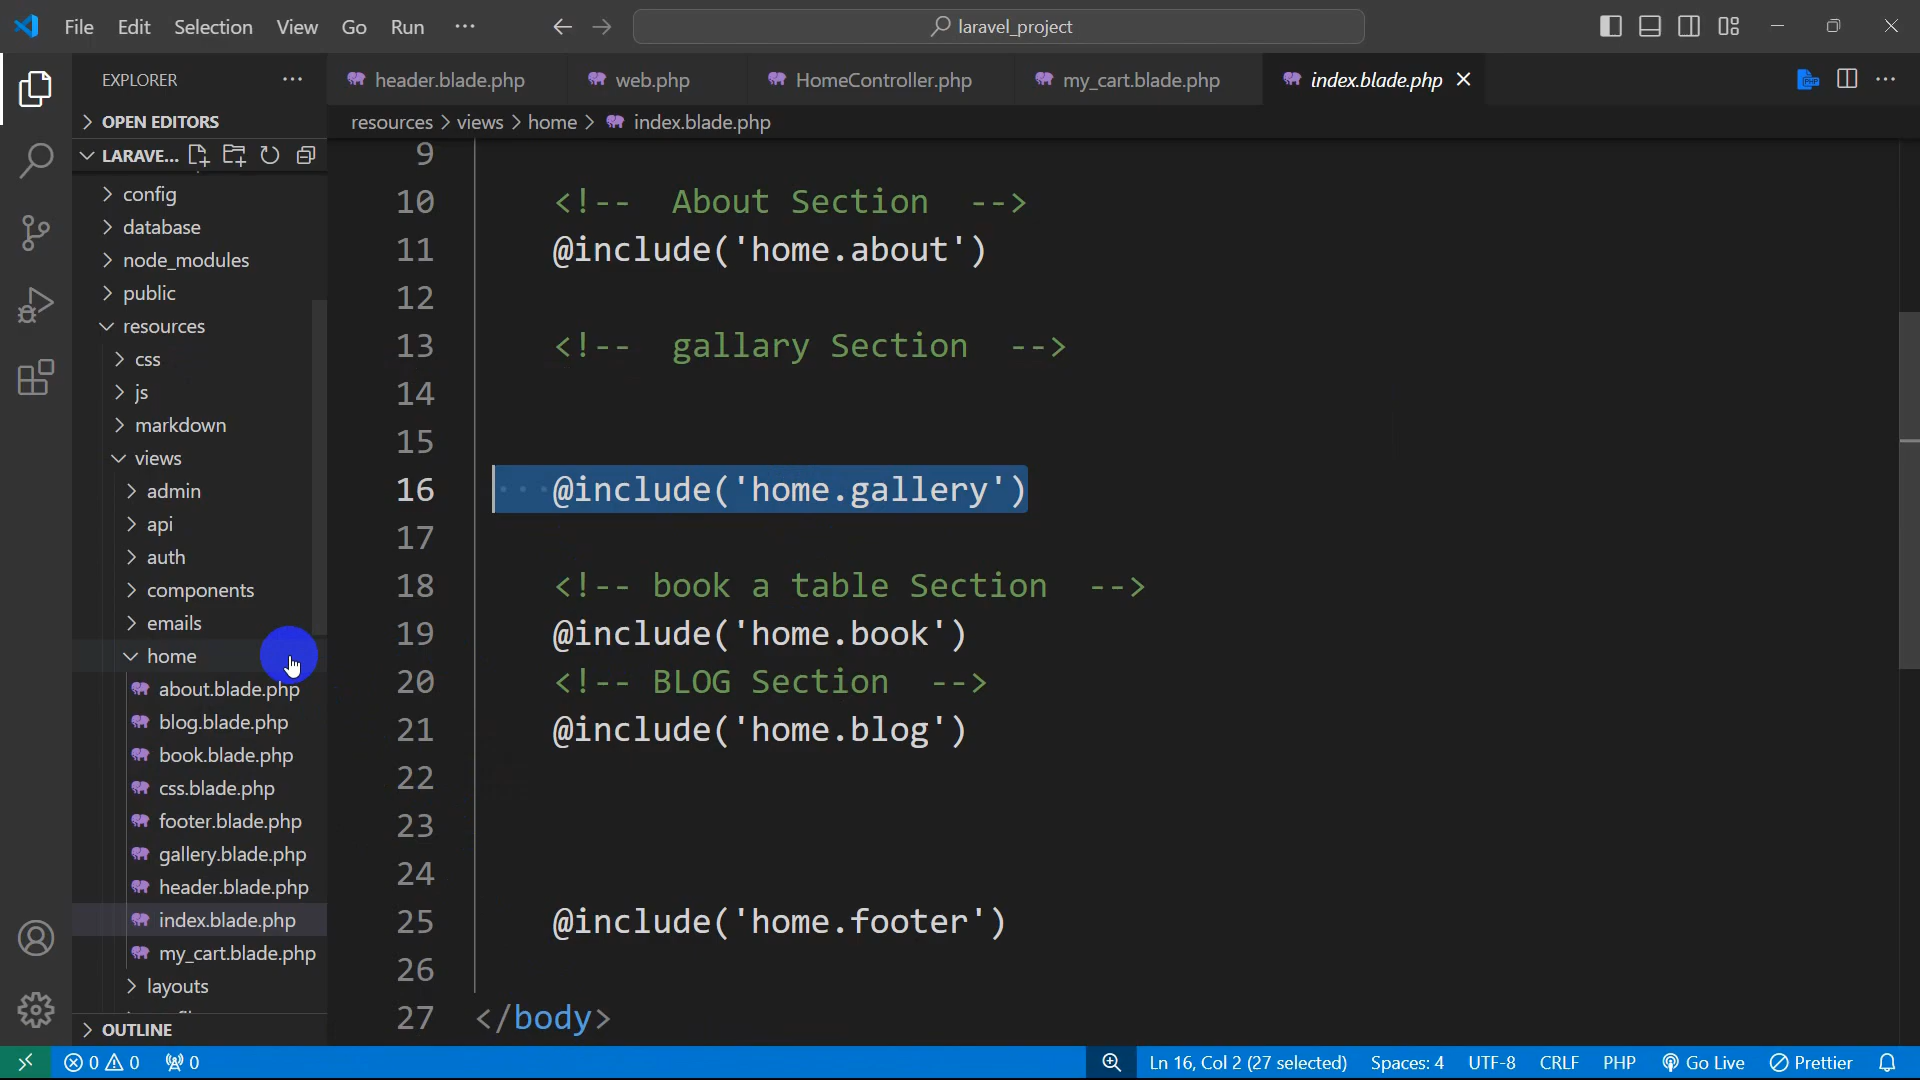 File Edit Selection View Go Run ··· laravel_project
EXPLORER ···
header.blade.php web.php HomeController.php my_cart.blade.php index.blade.php
OPEN EDITORS
resources > views > home > index.blade.php
LARAVE...
config
database
node_modules
public
resources
css
js
markdown
views
admin
api
auth
components
emails
home
about.blade.php
blog.blade.php
book.blade.php
css.blade.php
footer.blade.php
gallery.blade.php
header.blade.php
index.blade.php
my_cart.blade.php
layouts
OUTLINE
9
10 <!--  About Section  -->
11 @include('home.about')
12
13 <!--  gallary Section  -->
14
15
16 @include('home.gallery')
17
18 <!-- book a table Section  -->
19 @include('home.book')
20 <!-- BLOG Section  -->
21 @include('home.blog')
22
23
24
25 @include('home.footer')
26
27 </body>
0 0 0 Ln 16, Col 2 (27 selected) Spaces: 4 UTF-8 CRLF PHP Go Live Prettier